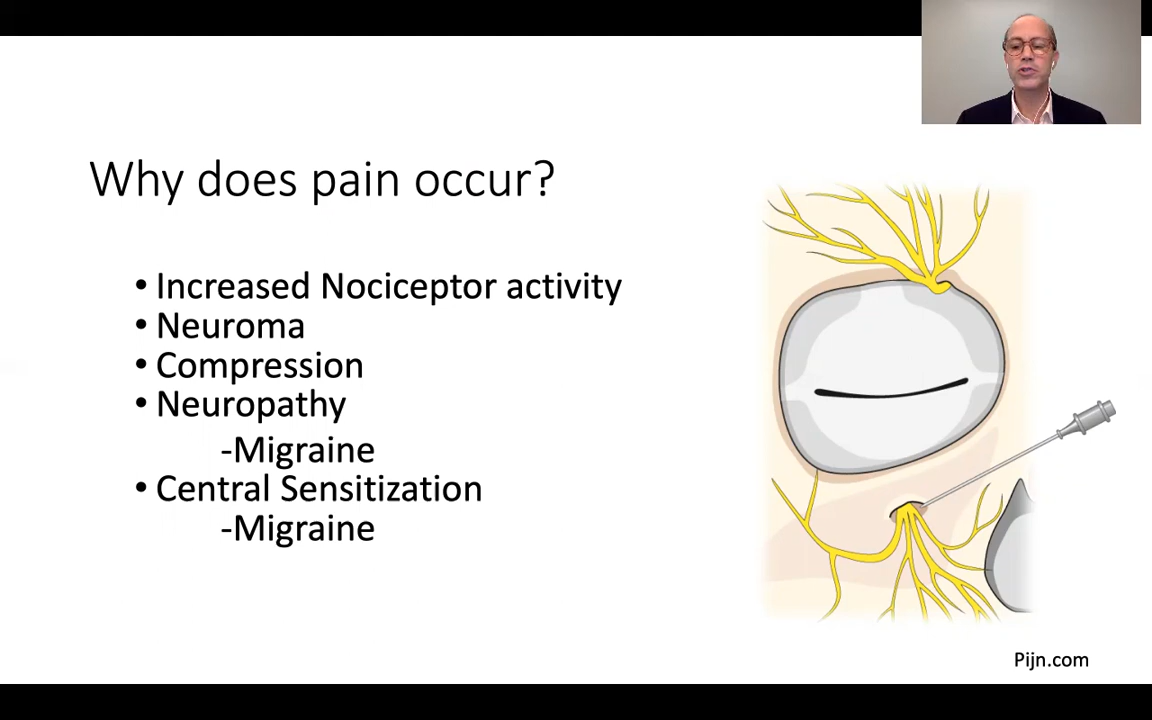 Why does pain occur?
• Increased Nociceptor activity
• Neuroma
• Compression
• Neuropathy
-Migraine
• Central Sensitization
-Migraine
Pijn.com